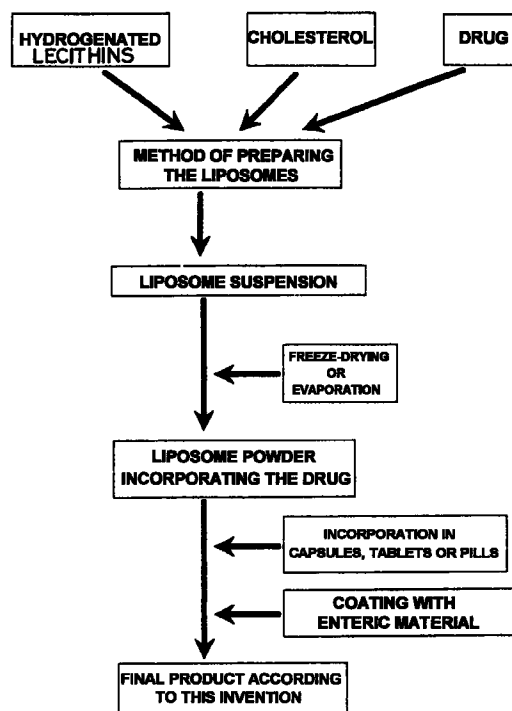 HYDROGENATED
LECITHINS
CHOLESTEROL
DRUG
METHOD OF PREPARING
THE LIPOSOMES
LIPOSOME SUSPENSION
FREEZE-DRYING
OR
EVAPORATION
LIPOSOME POWDER
INCORPORATING THE DRUG
INCORPORATION IN
CAPSULES, TABLETS OR PILLS
COATING WITH
ENTERIC MATERIAL
FINAL PRODUCT ACCORDING
TO THIS INVENTION